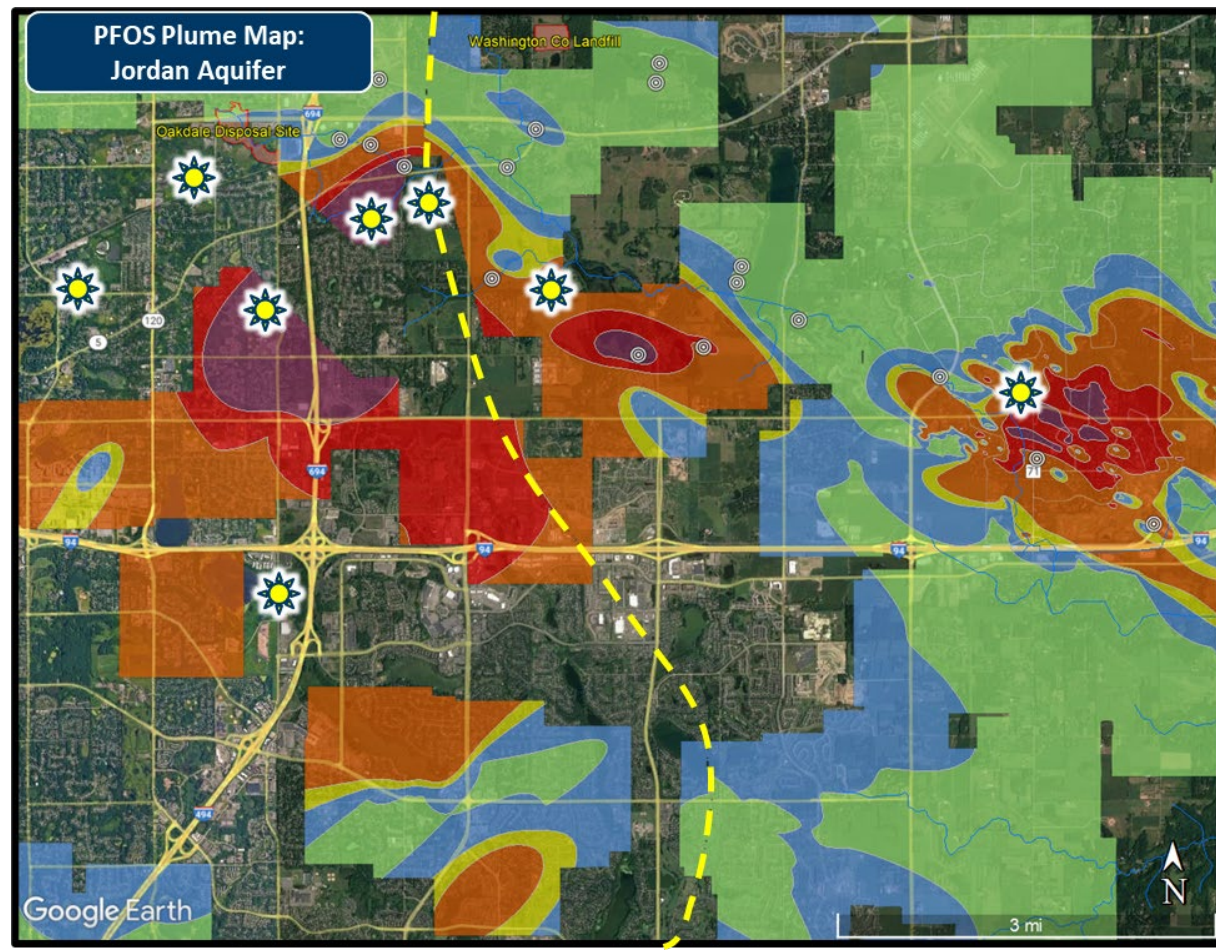 PFOS Plume Map:
Jordan Aquifer
Washington Co Landfill
694
Oakdale Disposal Site
120
5
694
71
94
94
94
94
494
Google Earth
N
3 mi